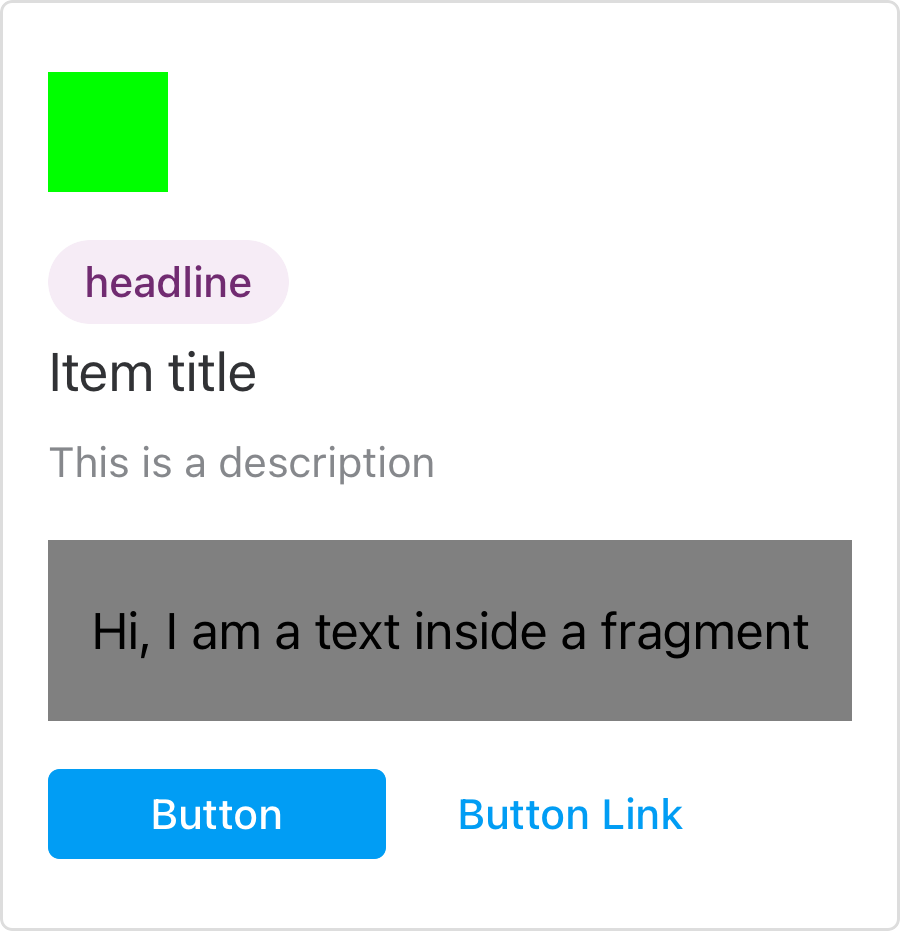 headline
Item title
This is a description
Hi, I am a text inside a fragment
Button
Button Link